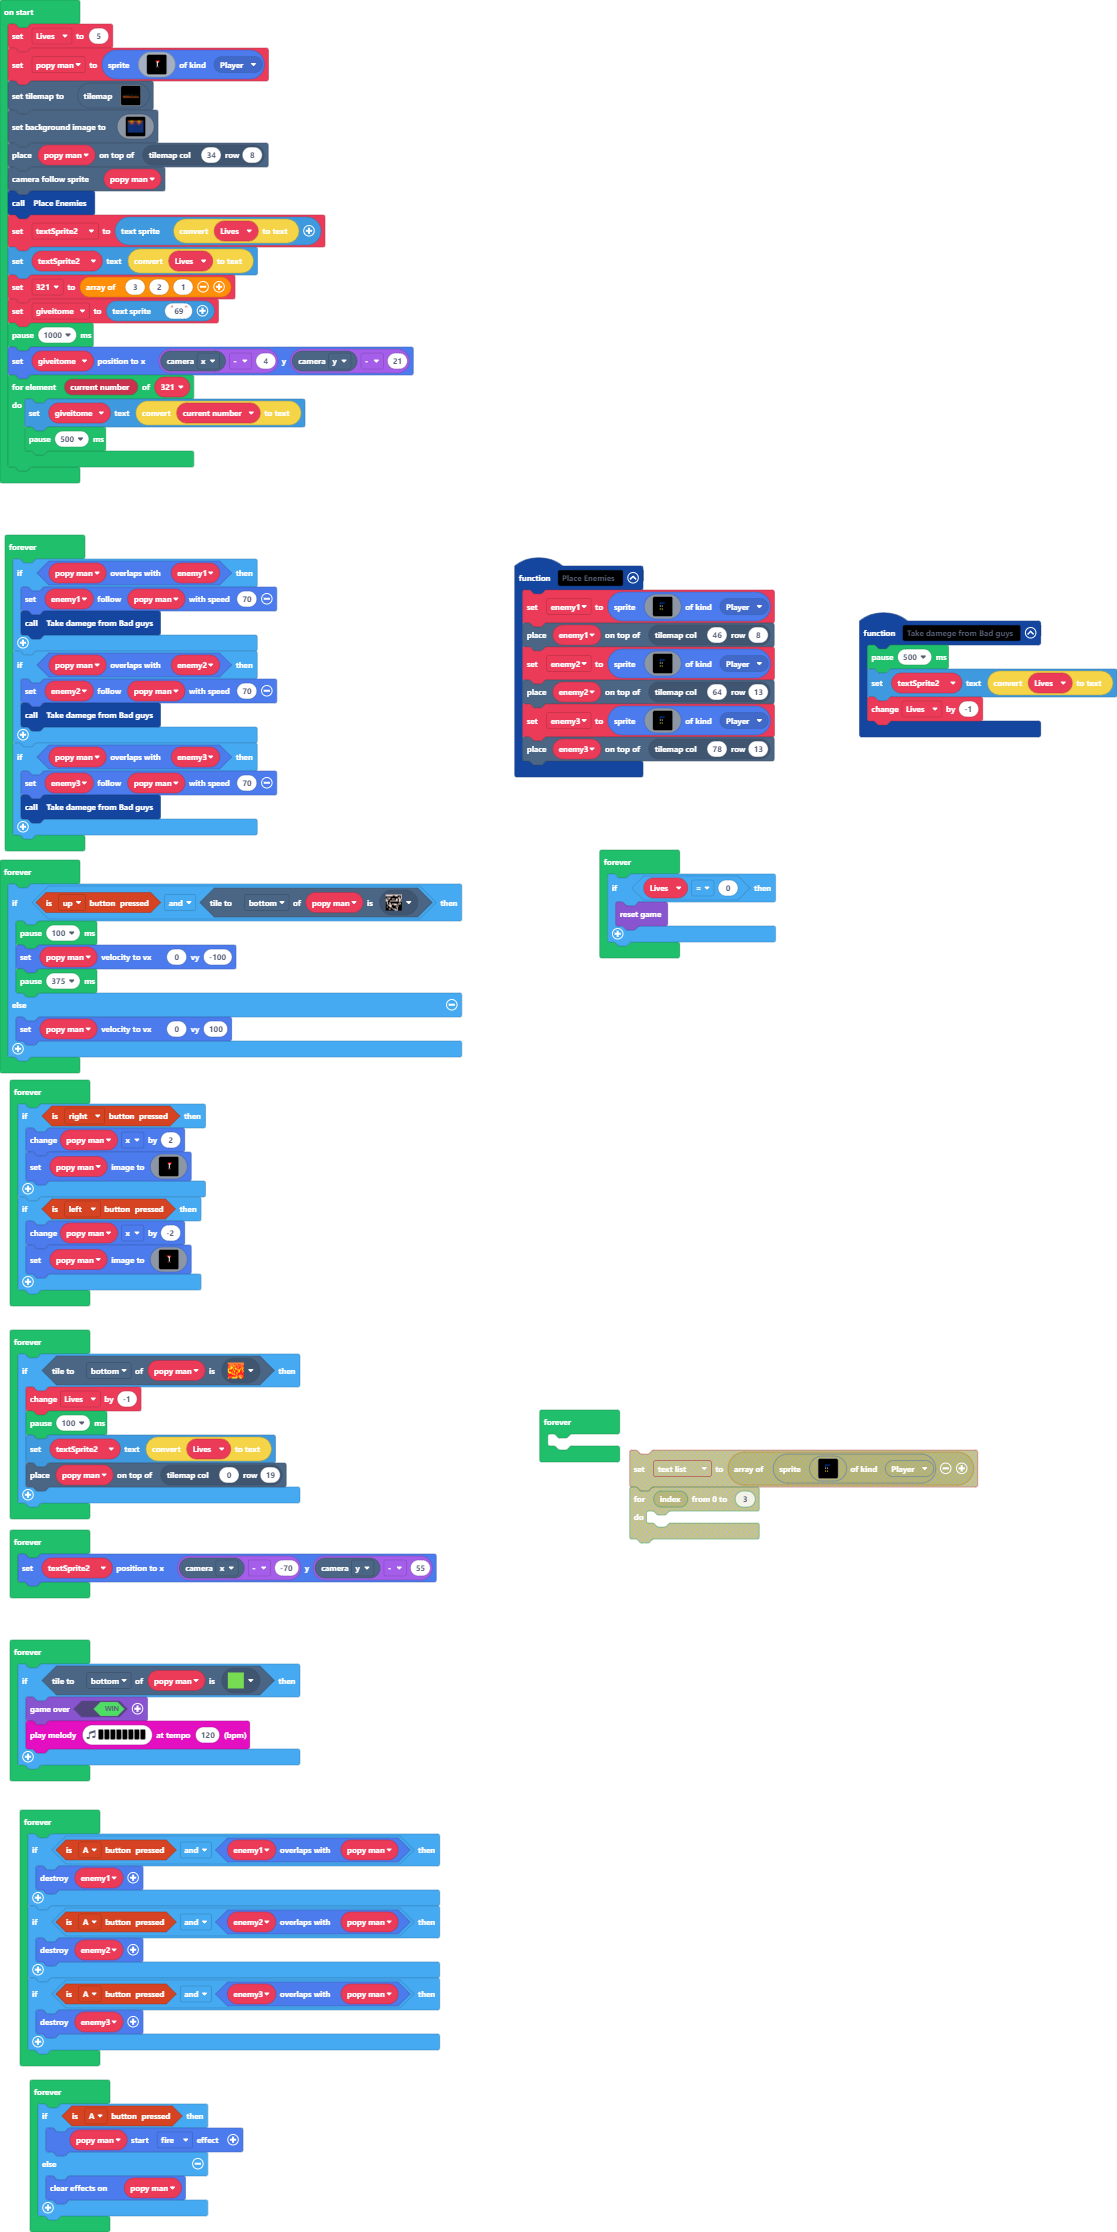 on start
set Lives to 5
set popy man to sprite of kind Player
set tilemap to tilemap
set background image to
place popy man on top of tilemap col 34 row 8
camera follow sprite popy man
call Place Enemies
set textSprite2 to text sprite convert Lives to text
set textSprite2 text convert Lives to text
set 321 to array of 3 2 1
set giveitome to text sprite "69"
pause 1000 ms
set giveitome position to x camera x - 4 y camera y - 21
for element current number of 321
do set giveitome text convert current number to text
pause 500 ms
forever
if popy man overlaps with enemy1 then
set enemy1 follow popy man with speed 70
call Take damege from Bad guys
if popy man overlaps with enemy2 then
set enemy2 follow popy man with speed 70
call Take damege from Bad guys
if popy man overlaps with enemy3 then
set enemy3 follow popy man with speed 70
call Take damege from Bad guys
function Place Enemies
set enemy1 to sprite of kind Player
place enemy1 on top of tilemap col 46 row 8
set enemy2 to sprite of kind Player
place enemy2 on top of tilemap col 64 row 13
set enemy3 to sprite of kind Player
place enemy3 on top of tilemap col 78 row 13
function Take damege from Bad guys
pause 500 ms
set textSprite2 text convert Lives to text
change Lives by -1
forever
if is up button pressed and tile to bottom of popy man is then
pause 100 ms
set popy man velocity to vx 0 vy -100
pause 375 ms
else
set popy man velocity to vx 0 vy 100
forever
if Lives = 0 then
reset game
forever
if is right button pressed then
change popy man x by 2
set popy man image to
if is left button pressed then
change popy man x by -2
set popy man image to
forever
if tile to bottom of popy man is then
change Lives by -1
pause 100 ms
set textSprite2 text convert Lives to text
place popy man on top of tilemap col 0 row 19
forever
set text list to array of sprite of kind Player
for index from 0 to 3
do
forever
set textSprite2 position to x camera x - -70 y camera y - 55
forever
if tile to bottom of popy man is then
game over WIN
play melody at tempo 120 (bpm)
forever
if is A button pressed and enemy1 overlaps with popy man then
destroy enemy1
if is A button pressed and enemy2 overlaps with popy man then
destroy enemy2
if is A button pressed and enemy3 overlaps with popy man then
destroy enemy3
forever
if is A button pressed then
popy man start fire effect
else
clear effects on popy man